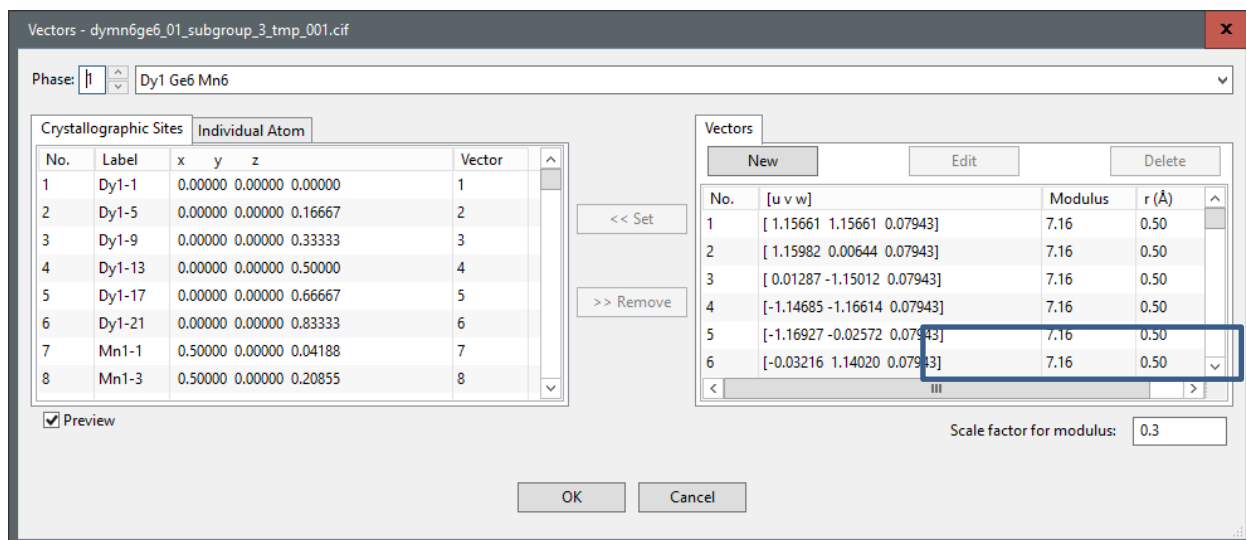 Vectors - dymn6ge6_01_subgroup_3_tmp_001.cif x
Phase: 1 Dy1 Ge6 Mn6
Crystallographic Sites Individual Atom
No. Label x y z Vector
1 Dy1-1 0.00000 0.00000 0.00000 1
2 Dy1-5 0.00000 0.00000 0.16667 2
3 Dy1-9 0.00000 0.00000 0.33333 3
4 Dy1-13 0.00000 0.00000 0.50000 4
5 Dy1-17 0.00000 0.00000 0.66667 5
6 Dy1-21 0.00000 0.00000 0.83333 6
7 Mn1-1 0.50000 0.00000 0.04188 7
8 Mn1-3 0.50000 0.00000 0.20855 8
Preview
<< Set
>> Remove
Vectors
New Edit Delete
No. [u v w] Modulus r (Å)
1 [ 1.15661 1.15661 0.07943] 7.16 0.50
2 [ 1.15982 0.00644 0.07943] 7.16 0.50
3 [ 0.01287 -1.15012 0.07943] 7.16 0.50
4 [-1.14685 -1.16614 0.07943] 7.16 0.50
5 [-1.16927 -0.02572 0.07943] 7.16 0.50
6 [-0.03216 1.14020 0.07943] 7.16 0.50
Scale factor for modulus: 0.3
OK Cancel